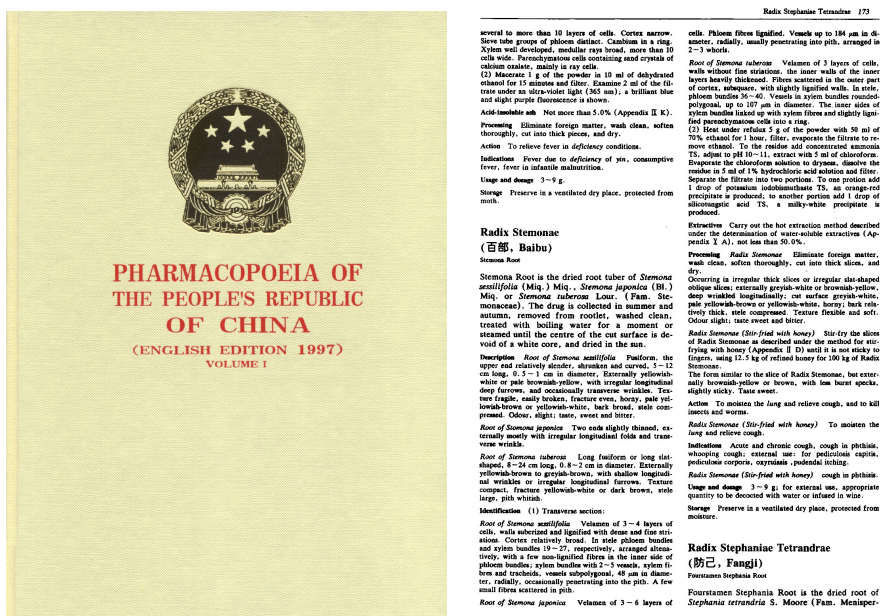 PHARMACOPOEIA OF
THE PEOPLE'S REPUBLIC
OF CHINA
(ENGLISH EDITION 1997)
VOLUME I
Radix Stephaniae Tetrandrae 173
several to more than 10 layers of cells. Cortex narrow.
Sieve tube groups of phloem distinct. Cambium in a ring.
Xylem well developed, medullar rays broad, more than 10
cells wide. Parenchymatous cells containing sand crystals of
calcium oxalate, mainly in ray cells.
(2) Macerate 1 g of the powder in 10 ml of dehydrated
ethanol for 15 minutes and filter. Examine 2 ml of the fil-
trate under an ultra-violet light (365 nm); a brilliant blue
and slight purple fluorescence is shown.
Acid-insoluble ash Not more than 5.0% (Appendix Ⅱ K).
Processing Eliminate foreign matter, wash clean, soften
thoroughly, cut into thick pieces, and dry.
Action To relieve fever in deficiency conditions.
Indications Fever due to deficiency of yin, consumptive
fever, fever in infantile malnutrition.
Usage and dosage 3~9 g.
Storage Preserve in a ventilated dry place, protected from
moth.
Radix Stemonae
(百部, Baibu)
Stemona Root
Stemona Root is the dried root tuber of Stemona
sessilifolia (Miq.) Miq., Stemona japonica (Bl.)
Miq. or Stemona tuberosa Lour. (Fam. Ste-
monaceae). The drug is collected in summer and
autumn, removed from rootlet, washed clean,
treated with boiling water for a moment or
steamed until the centre of the cut surface is de-
void of a white core, and dried in the sun.
Description Root of Stemona sessilifolia Fusiform, the
upper end relatively slender, shrunken and curved, 5~12
cm long, 0.5~1 cm in diameter, Externally yellowish-
white or pale brownish-yellow, with irregular longitudinal
deep furrows, and occasionally transverse wrinkles. Tex-
ture fragile, easily broken, fracture even, horny, pale yel-
lowish-brown or yellowish-white, bark broad, stele com-
pressed. Odour, slight; taste, sweet and bitter.
Root of Stomona japonica Two ends slightly thinned, ex-
ternally mostly with irregular longitudianl folds and trans-
verse wrinkls.
Root of Stemona tuberosa Long fusiform or long slat-
shaped, 8~24 cm long, 0.8~2 cm in diameter. Externally
yellowish-brown to greyish-brown, with shallow longitudi-
nal wrinkles or irregular longitudinal furrows. Texture
compact, fracture yellowish-white or dark brown, stele
large, pith whitish.
Identification (1) Transverse section:
Root of Stemona sessilifolia Velamen of 3~4 layers of
cells, walls suberized and lignified with dense and fine stri-
ations. Cortex relatively broad. In stele phloem bundles
and xylem bundles 19~27, respectively, arranged altena-
tively, with a few non-lignified fibres in the inner side of
phloem bundles; xylem bundles with 2~5 vessels, xylem fi-
bres and tracheids, vessels subpolygonal, 48 μm in diame-
ter, radially, occasionally penetrating into the pith. A few
small fibres scattered in pith.
Root of Stemona japonica Velamen of 3~6 layers of
cells. Phloem fibres lignified. Vessels up to 184 μm in di-
ameter, radially, usually penetrating into pith, arranged in
2~3 whorls.
Root of Stemona tuberosa Velamen of 3 layers of cells,
walls without fine striations, the inner walls of the inner
layers heavily thickened. Fibres scattered in the outer part
of cortex, subsquare, with slightly lignified walls. In stele,
phloem bundles 36~40. Vessels in xylem bundles rounded-
polygonal, up to 107 μm in diameter. The inner sides of
xylem bundles linked up with xylem fibres and slightly ligni-
fied parenchymatous cells into a ring.
(2) Heat under refulux 5 g of the powder with 50 ml of
70% ethanol for 1 hour, filter, evaporate the filtrate to re-
move ethanol. To the residue add concentrated ammonia
TS, adjust to pH 10~11, extract with 5 ml of chloroform.
Evaporate the chloroform solution to dryness, dissolve the
residue in 5 ml of 1% hydrochloric acid solution and filter.
Separate the filtrate into two portions. To one protion add
1 drop of potassium iodobismuthaste TS, an orange-red
precipitate is produced; to another portion add 1 drop of
silicotungstic acid TS, a milky-white precipitate is
produced.
Extractives Carry out the hot extraction method described
under the determination of water-soluble extractives (Ap-
pendix Ⅹ A), not less than 50.0%.
Processing Radix Stemonae Eliminate foreign matter,
wash clean, soften thoroughly, cut into thick slices, and
dry.
Occurring in irregular thick slices or irregular slat-shaped
oblique slices; externally greyish-white or brownish-yellow,
deep wrinkled longitudinally; cut surface greyish-white,
pale yellowish-brown or yellowish-white, horny; bark rela-
tively thick, stele compressed. Texture flexible and soft.
Odour slight; taste sweet and bitter.
Radix Stemonae (Stir-fried with honey) Stir-fry the slices
of Radix Stemonae as described under the method for stir-
frying with honey (Appendix Ⅱ D) until it is not sticky to
fingers, using 12.5 kg of refined honey for 100 kg of Radix
Stemonae.
The form similar to the slice of Radix Stemonae, but exter-
nally brownish-yellow or brown, with less burnt specks,
slightly sticky. Taste sweet.
Action To moisten the lung and relieve cough, and to kill
insects and worms.
Radix Stemonae (Stir-fried with honey) To moisten the
lung and relieve cough.
Indications Acute and chronic cough, cough in phthisis,
whooping cough; external use: for pediculosis capitis,
pediculosis corporis, oxyruiasis ,pudendal itching.
Radix Stemonae (Stir-fried with honey) cough in phthisis.
Usage and dosage 3~9 g; for external use, appropriate
quantity to be decocted with water or infused in wine.
Storage Preserve in a ventilated dry place, protected from
moisture.
Radix Stephaniae Tetrandrae
(防己, Fangji)
Fourstamen Stephania Root
Fourstamen Stephania Root is the dried root of
Stephania tetrandria S. Moore (Fam. Menisper-